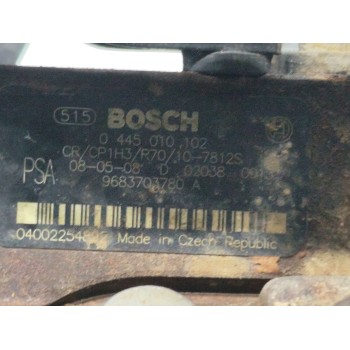 515 BOSCH
0 445 010 102
CR/CP1H3/R70/10-7812S
PSA 08-05-08 D 02038 001
9683703780 A
Made in Czech Republic